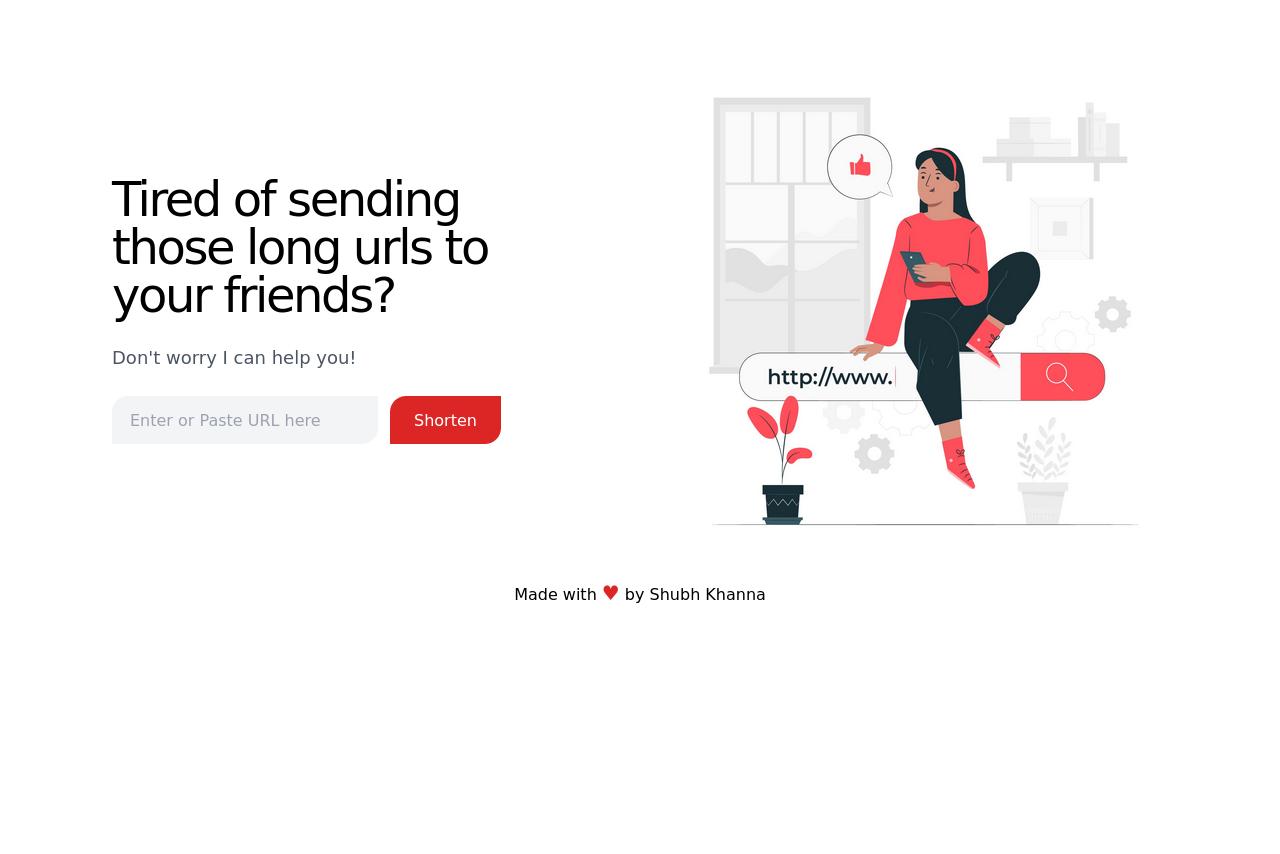 Tired of sending
those long urls to
your friends?
Don't worry I can help you!
Enter or Paste URL here
Shorten
http://www.
Made with ♥ by Shubh Khanna